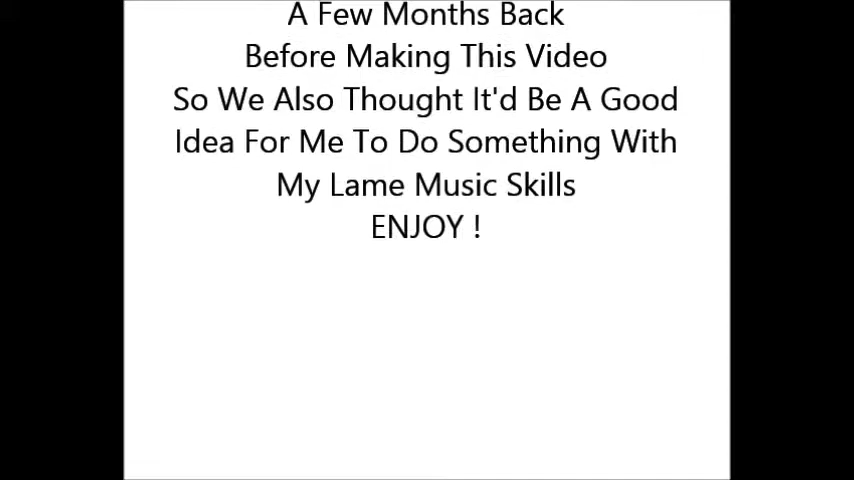 A Few Months Back
Before Making This Video
So We Also Thought It'd Be A Good
Idea For Me To Do Something With
My Lame Music Skills
ENJOY !